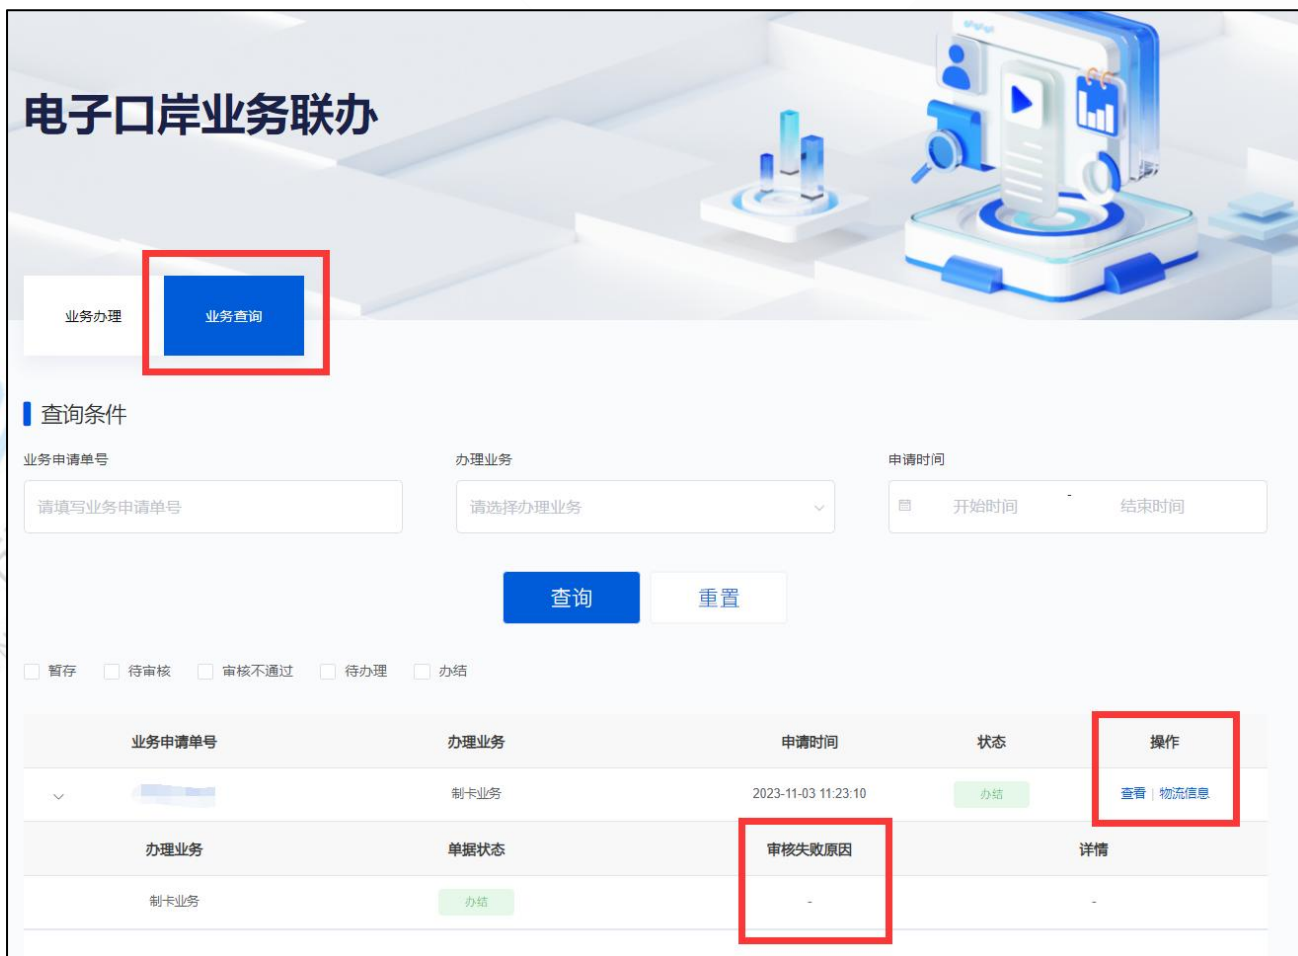 电子口岸业务联办
业务办理 业务查询
查询条件
业务申请单号 办理业务 申请时间
请填写业务申请单号 请选择办理业务 开始时间 - 结束时间
查询 重置
暂存 待审核 审核不通过 待办理 办结
业务申请单号 办理业务 申请时间 状态 操作
制卡业务 2023-11-03 11:23:10 办结 查看 | 物流信息
办理业务 单据状态 审核失败原因 详情
制卡业务 办结 - -